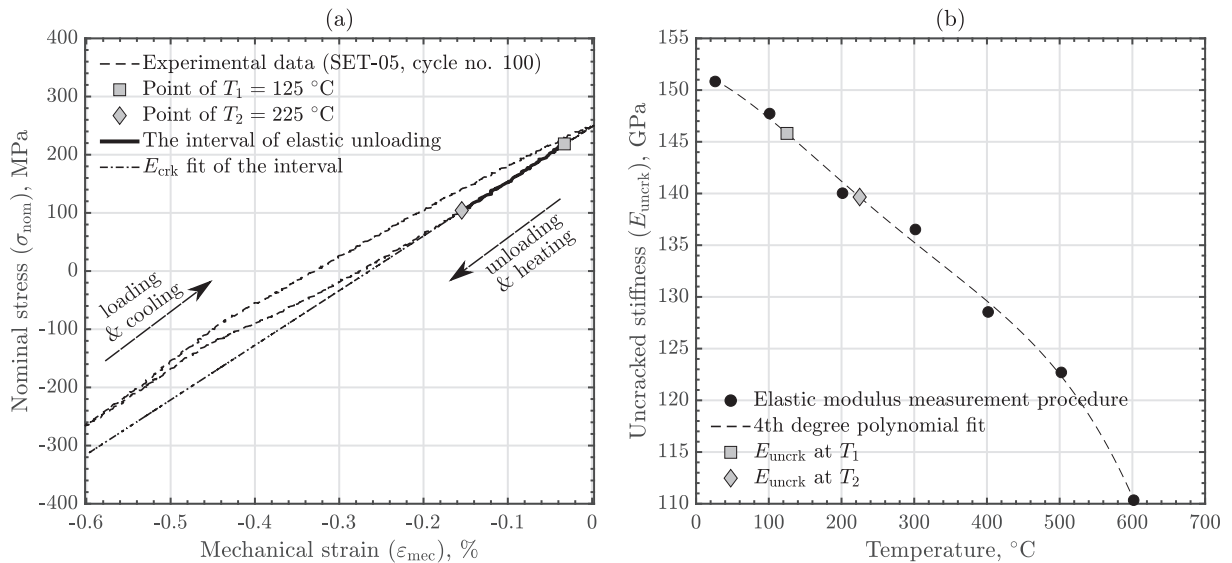 (a)
Nominal stress (σnom), MPa
400
300
200
100
0
-100
-200
-300
-400
Experimental data (SET-05, cycle no. 100)
Point of T1 = 125 °C
Point of T2 = 225 °C
The interval of elastic unloading
Ecrk fit of the interval
loading
& cooling
unloading
& heating
-0.6
-0.5
-0.4
-0.3
-0.2
-0.1
0
Mechanical strain (εmec), %
(b)
Uncracked stiffness (Euncrk), GPa
155
150
145
140
135
130
125
120
115
110
Elastic modulus measurement procedure
4th degree polynomial fit
Euncrk at T1
Euncrk at T2
0
100
200
300
400
500
600
700
Temperature, °C